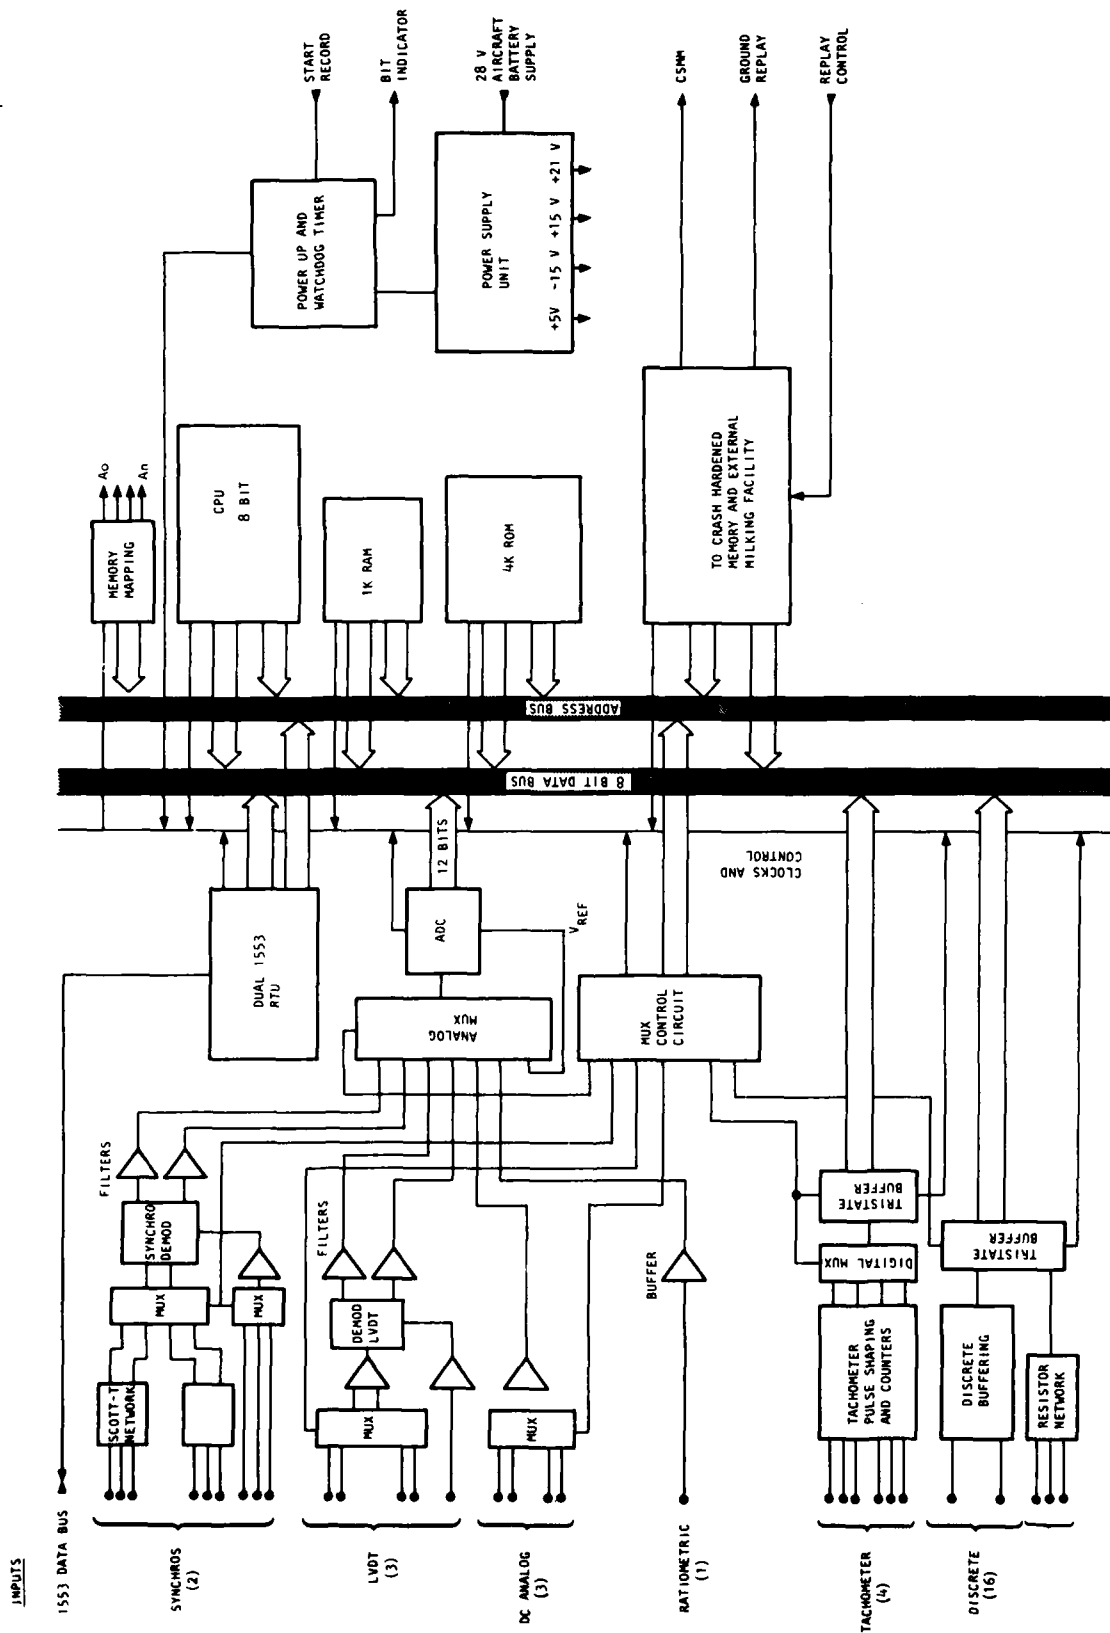 INPUTS
1553 DATA BUS
SYNCHROS
(2)
LVDT
(3)
DC ANALOG
(3)
RATIOMETRIC
(1)
TACHOMETER
(4)
DISCRETE
(16)
SCOTT-T
NETWORK
MUX
MUX
SYNCHRO
DEMOD
FILTERS
MUX
DEMOD
LVDT
FILTERS
MUX
BUFFER
TACHOMETER
PULSE SHAPING
AND COUNTERS
DIGITAL MUX
TRISTATE
BUFFER
DISCRETE
BUFFERING
RESISTOR
NETWORK
TRISTATE
BUFFER
DUAL 1553
RTU
ANALOG
MUX
ADC
12 BITS
VREF
MUX
CONTROL
CIRCUIT
CLOCKS AND
CONTROL
8 BIT DATA BUS
ADDRESS BUS
MEMORY
MAPPING
Ao
An
CPU
8 BIT
1K RAM
4K ROM
TO CRASH HARDENED
MEMORY AND EXTERNAL
MILKING FACILITY
POWER UP AND
WATCHDOG TIMER
POWER SUPPLY
UNIT
+5V -15 V +15 V +21 V
START
RECORD
BIT
INDICATOR
28 V
AIRCRAFT
BATTERY
SUPPLY
CSMM
GROUND
REPLAY
REPLAY
CONTROL